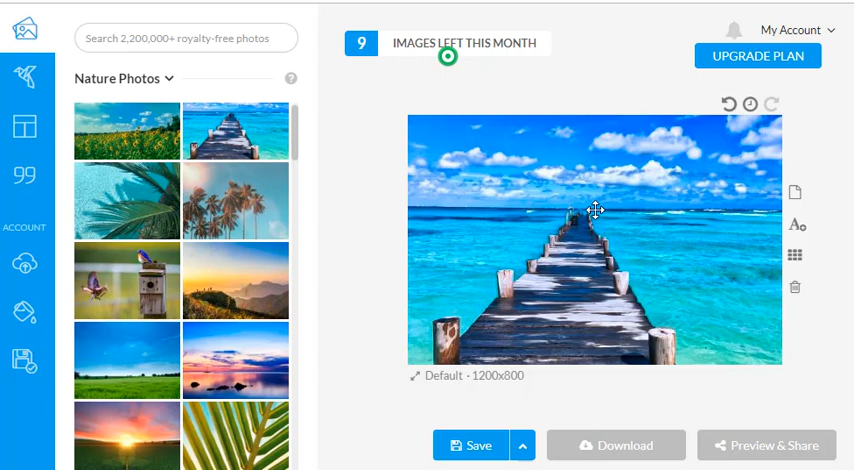 Search 2,200,000+ royalty-free photos
Nature Photos
?
ACCOUNT
9 IMAGES LEFT THIS MONTH
My Account
UPGRADE PLAN
Default - 1200x800
Save
Download
Preview & Share